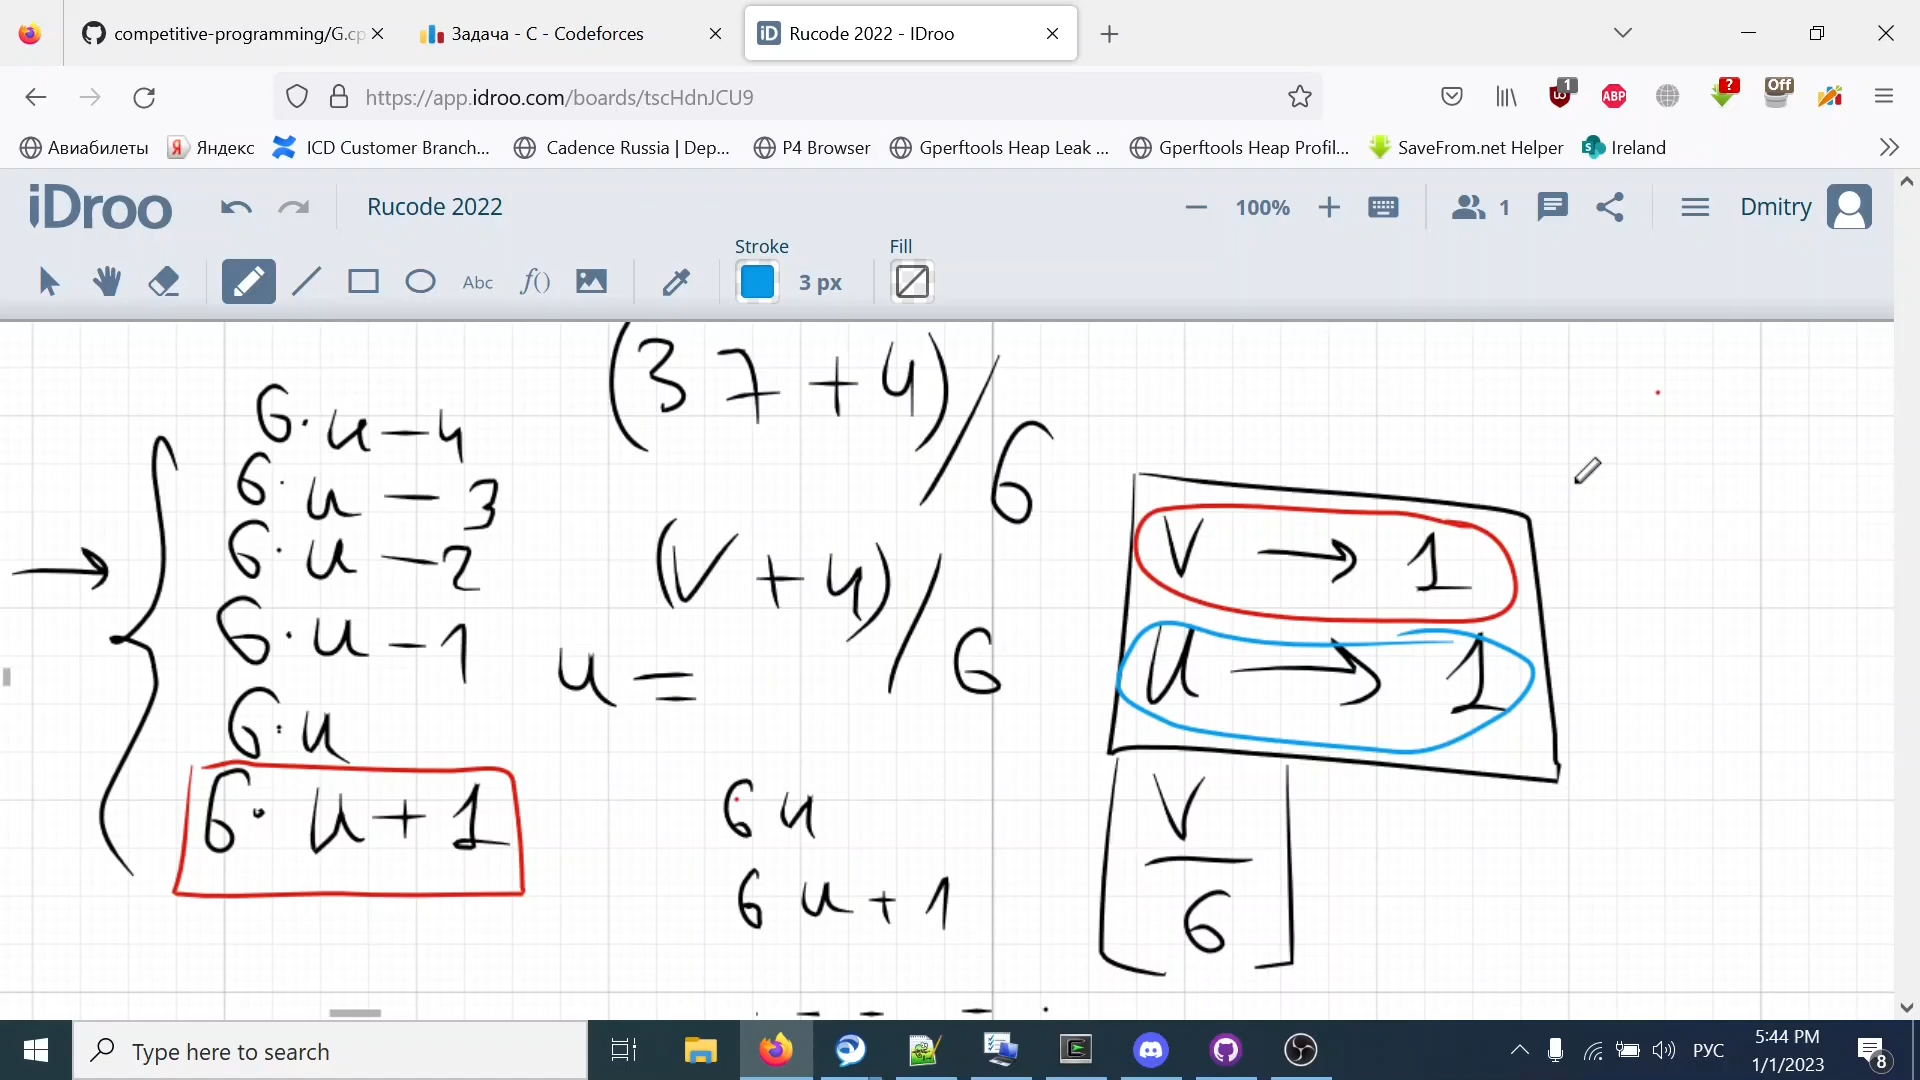 competitive-programming/G.cp
Задача - C - Codeforces
Rucode 2022 - IDroo
https://app.idroo.com/boards/tscHdnJCU9
1
ABP
?
Off
Авиабилеты
Яндекс
ICD Customer Branch...
Cadence Russia | Dep...
P4 Browser
Gperftools Heap Leak ...
Gperftools Heap Profil...
SaveFrom.net Helper
Ireland
iDroo
Rucode 2022
100%
1
Dmitry
Stroke
Fill
Abc
f()
3 px
(37+4)/6
6·u-4
6·u-3
6·u-2
6·u-1
6·u
6·u+1
u = (v+4)/6
6u
6u+1
v → 1
u → 1
[v/6]
Type here to search
РУС
5:44 PM
1/1/2023
8